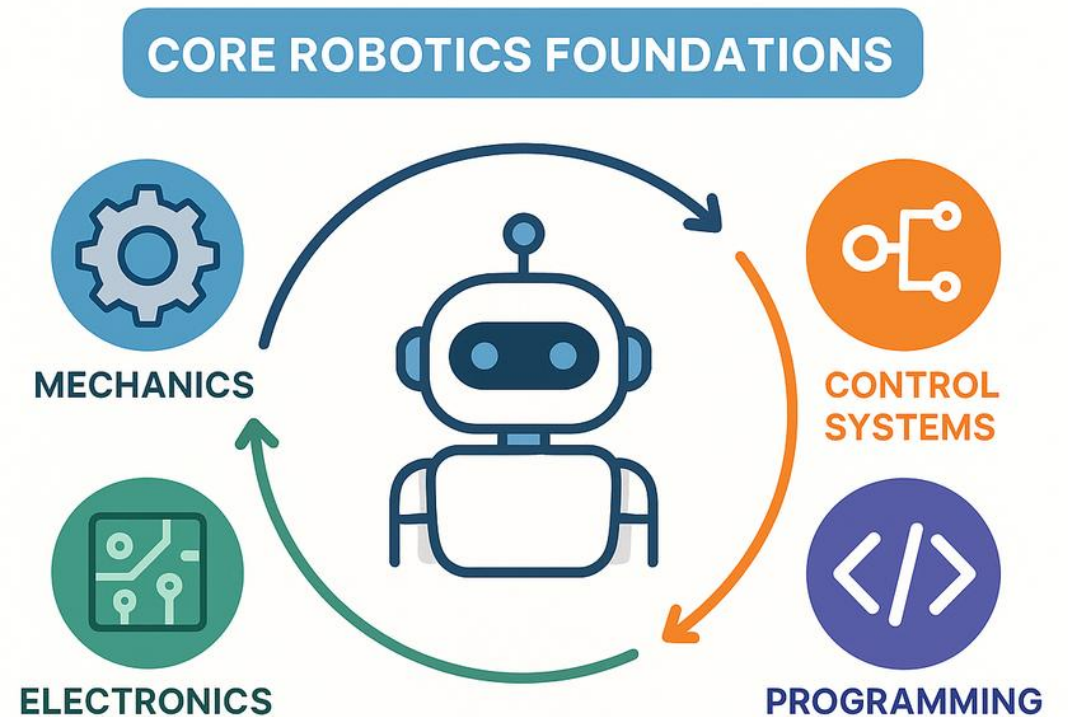 CORE ROBOTICS FOUNDATIONS
MECHANICS
CONTROL
SYSTEMS
ELECTRONICS
PROGRAMMING